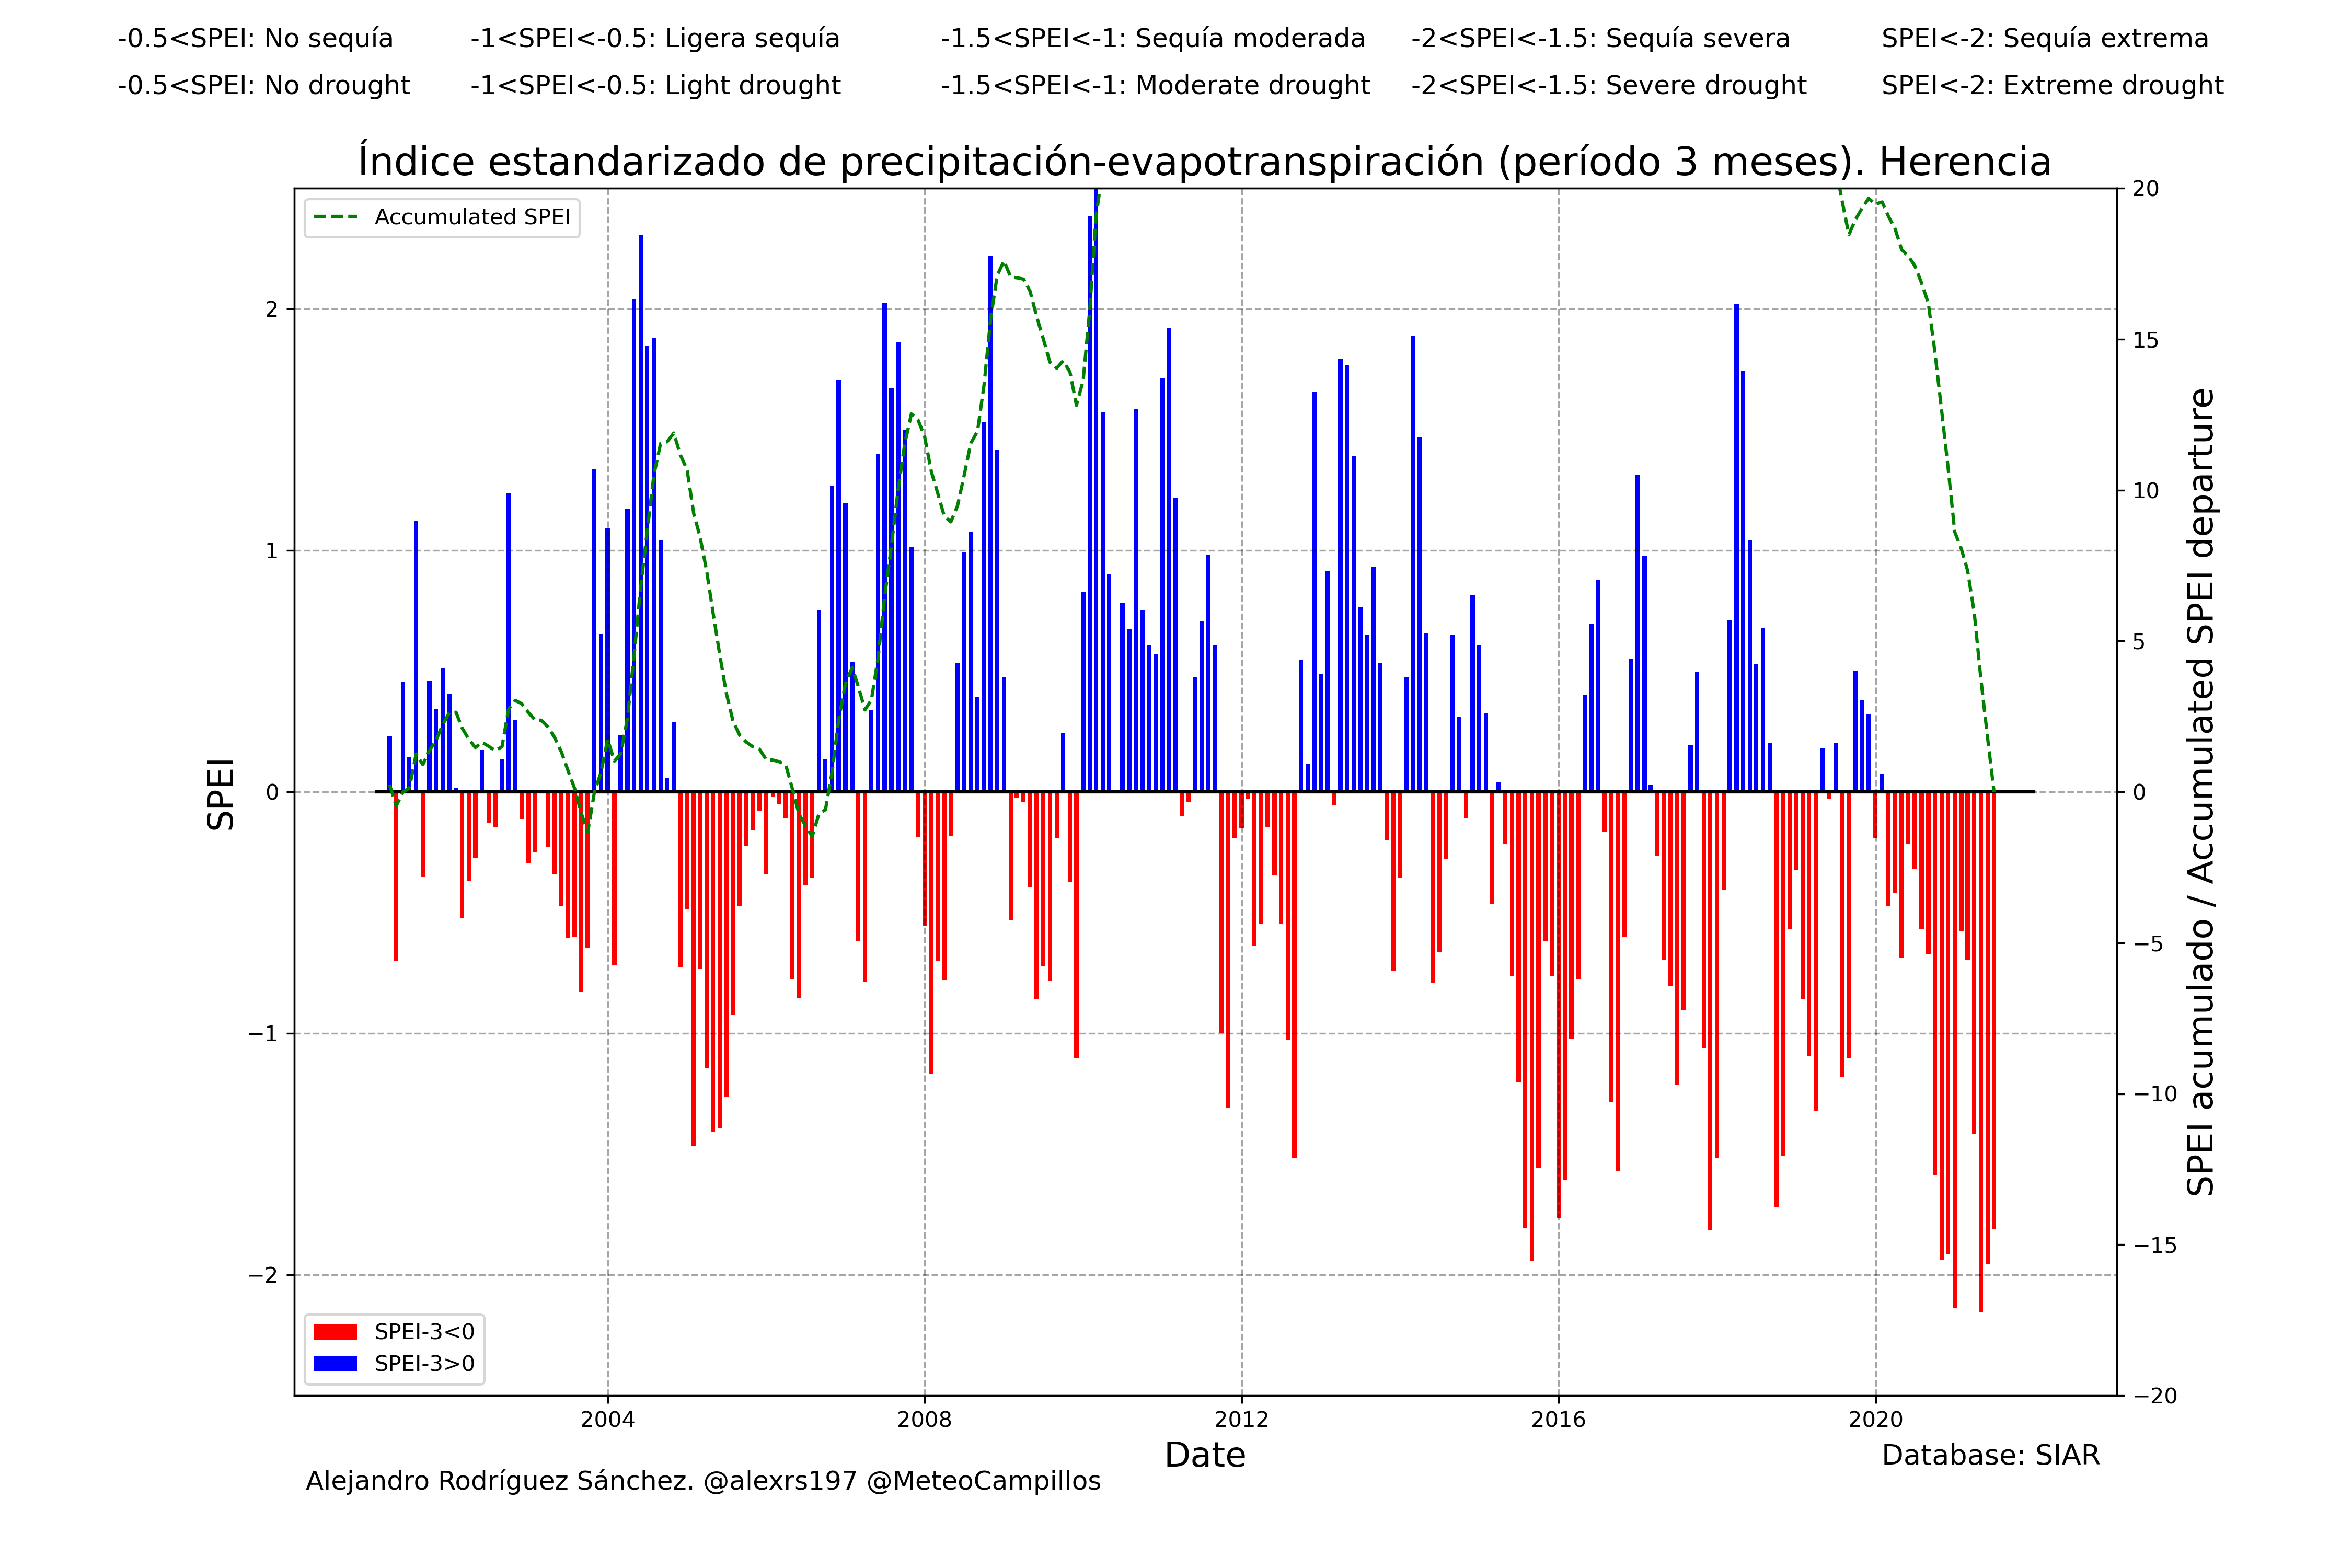 -0.5<SPEI: No sequía -1<SPEI<-0.5: Ligera sequía -1.5<SPEI<-1: Sequía moderada -2<SPEI<-1.5: Sequía severa SPEI<-2: Sequía extrema
-0.5<SPEI: No drought -1<SPEI<-0.5: Light drought -1.5<SPEI<-1: Moderate drought -2<SPEI<-1.5: Severe drought SPEI<-2: Extreme drought
Índice estandarizado de precipitación-evapotranspiración (período 3 meses). Herencia
Accumulated SPEI
SPEI
2
1
0
−1
−2
20
15
10
5
0
−5
−10
−15
−20
SPEI acumulado / Accumulated SPEI departure
SPEI-3<0
SPEI-3>0
2004 2008 2012 2016 2020
Date
Database: SIAR
Alejandro Rodríguez Sánchez. @alexrs197 @MeteoCampillos